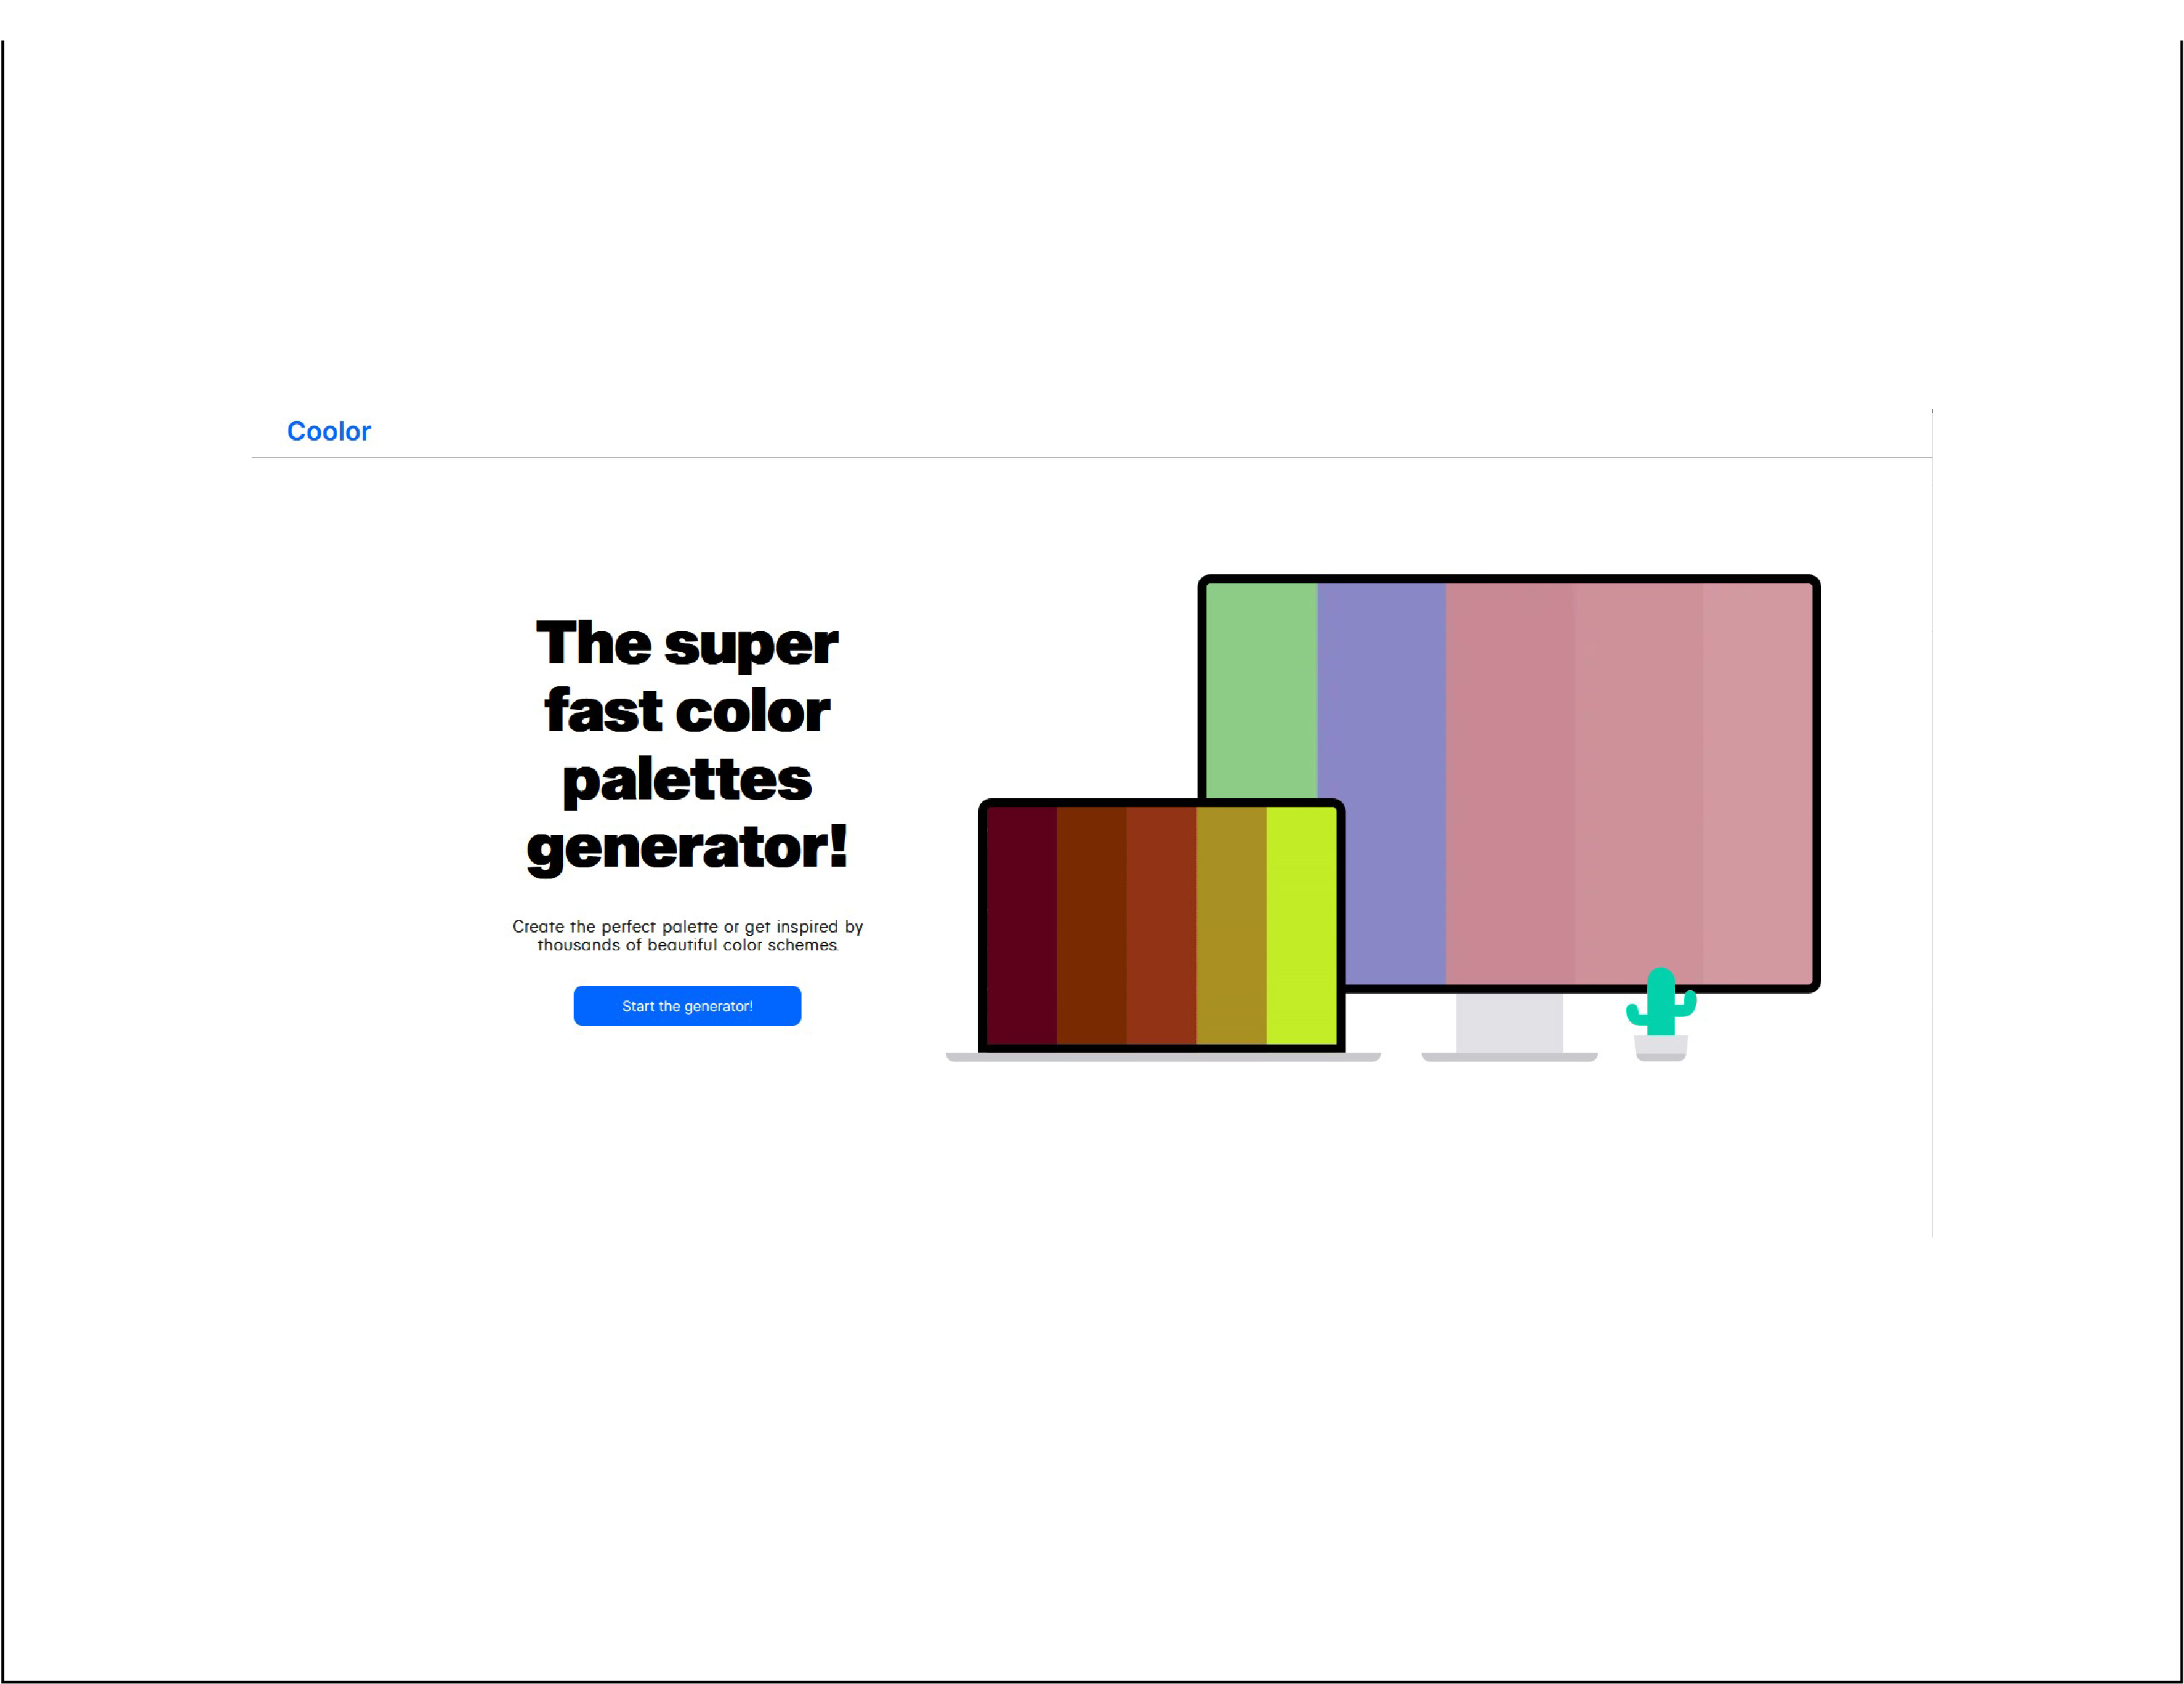 Coolor
The super
fast color
palettes
generator!
Create the perfect palette or get inspired by
thousands of beautiful color schemes.
Start the generator!